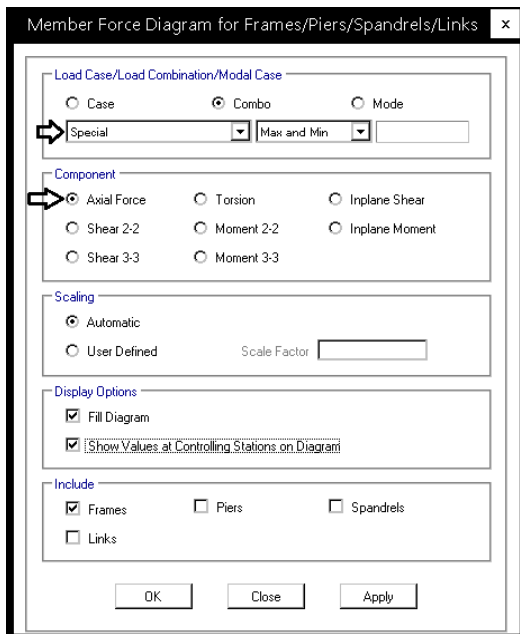 Member Force Diagram for Frames/Piers/Spandrels/Links x
Load Case/Load Combination/Modal Case
Case Combo Mode
Special Max and Min
Component
Axial Force Torsion Inplane Shear
Shear 2-2 Moment 2-2 Inplane Moment
Shear 3-3 Moment 3-3
Scaling
Automatic
User Defined Scale Factor
Display Options
Fill Diagram
Show Values at Controlling Stations on Diagram
Include
Frames Piers Spandrels
Links
OK Close Apply